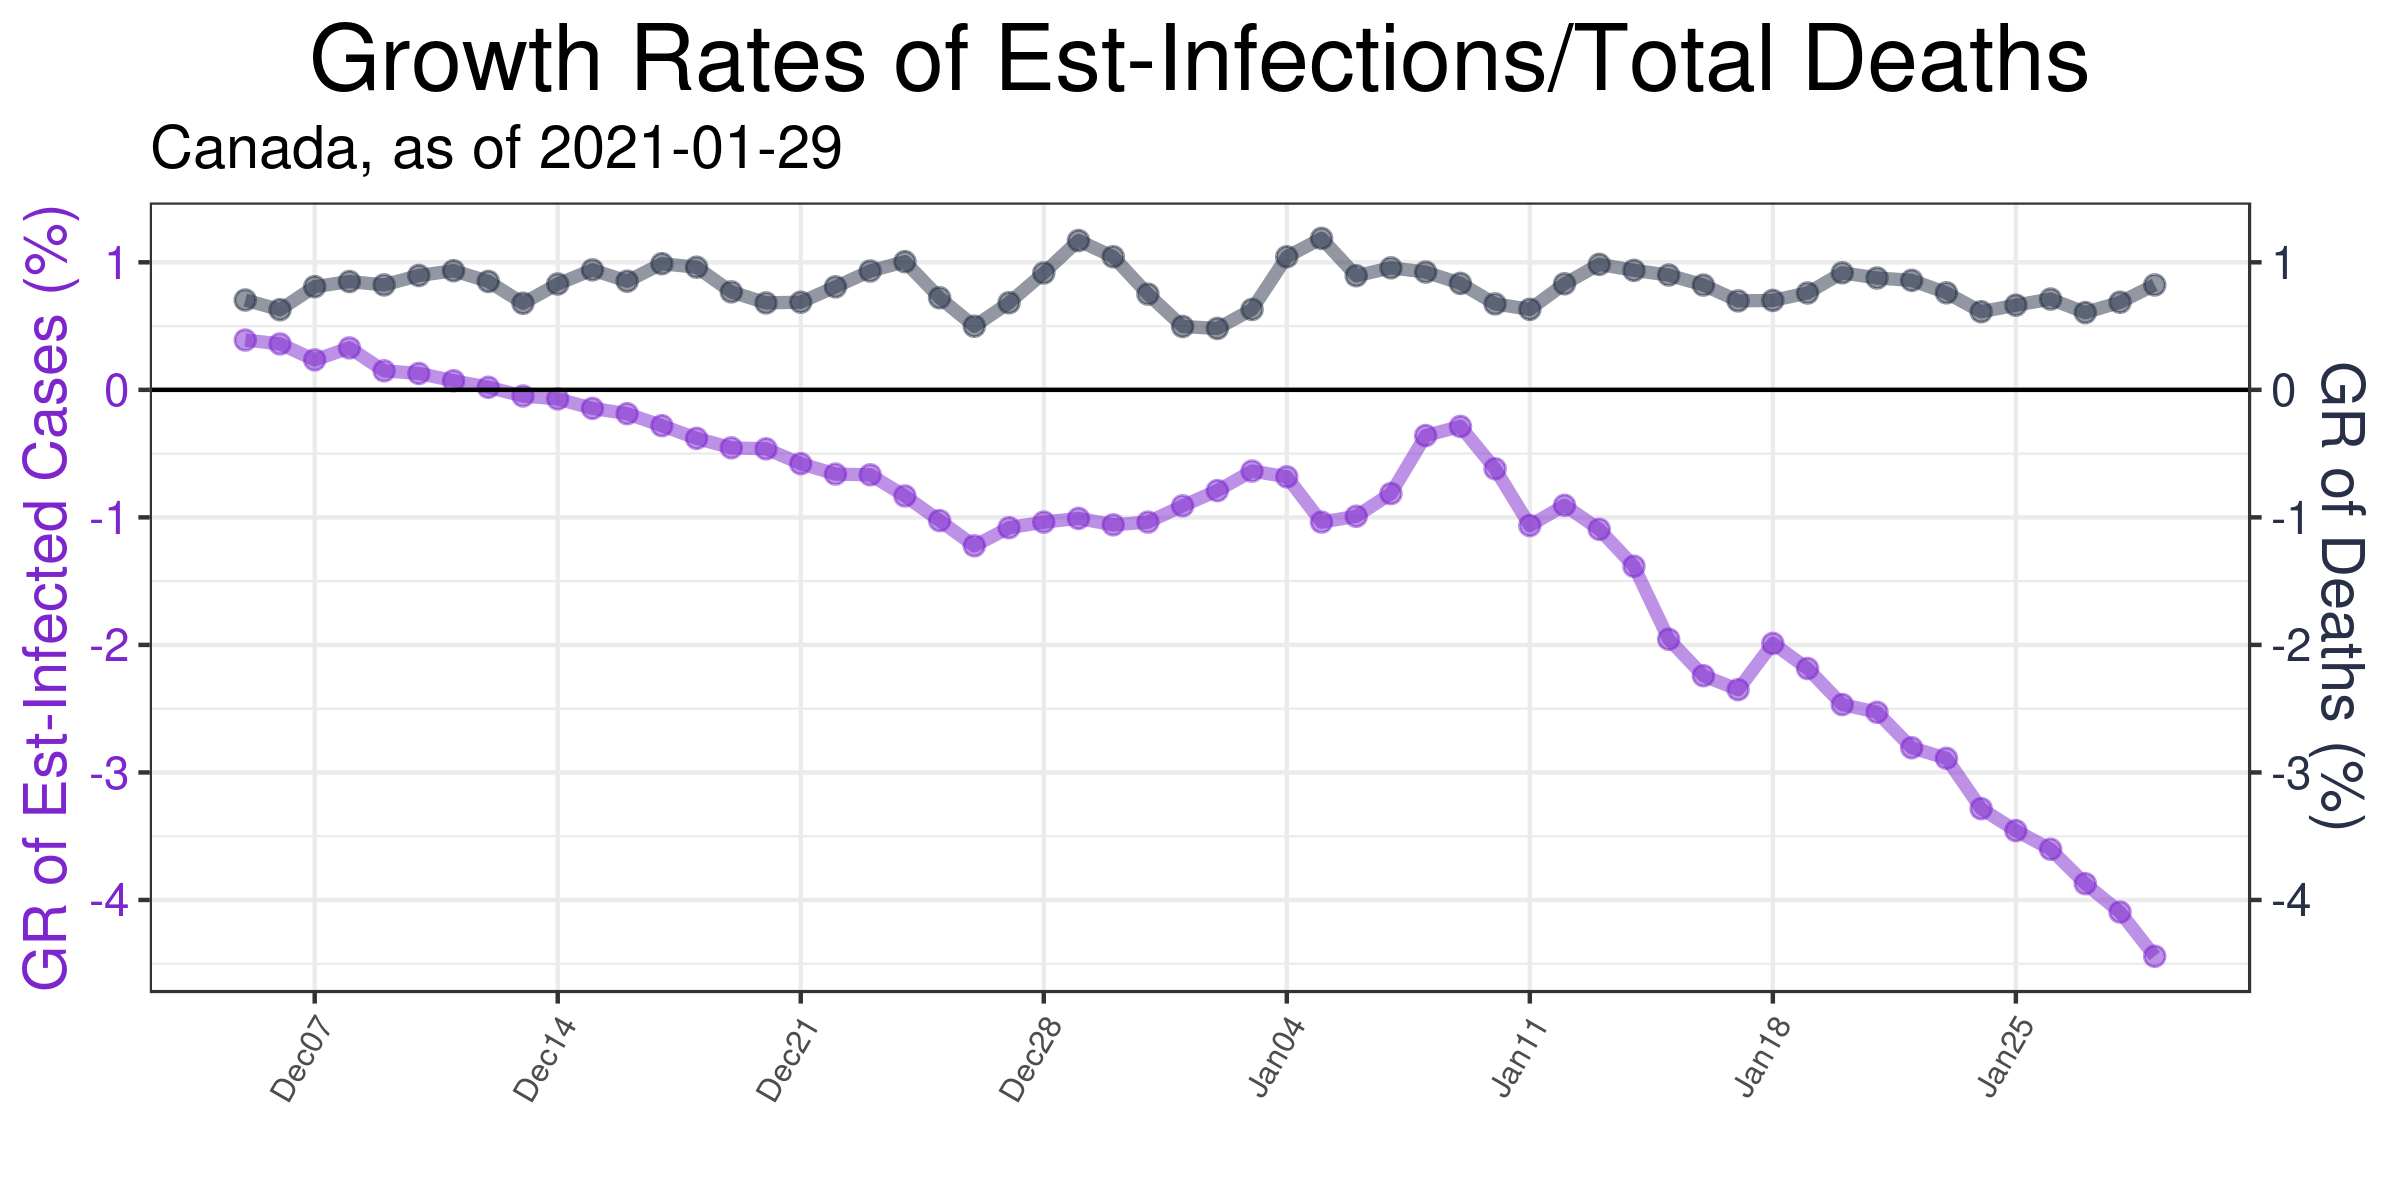 Growth Rates of Est-Infections/Total Deaths
Canada, as of 2021-01-29
GR of Est-Infected Cases (%)
1
0
-1
-2
-3
-4
1
0
-1
-2
-3
-4
GR of Deaths (%)
Dec07
Dec14
Dec21
Dec28
Jan04
Jan11
Jan18
Jan25